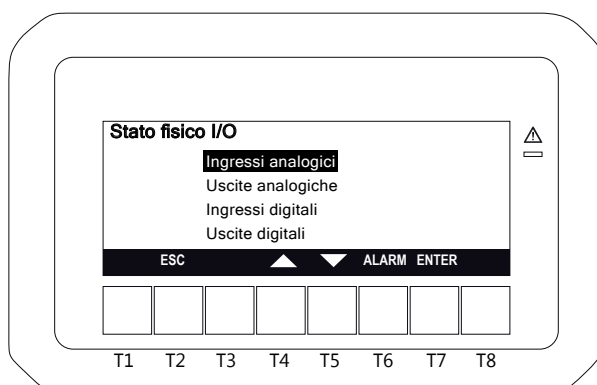 Stato fisico I/O
Ingressi analogici
Uscite analogiche
Ingressi digitali
Uscite digitali
ESC ALARM ENTER
T1 T2 T3 T4 T5 T6 T7 T8